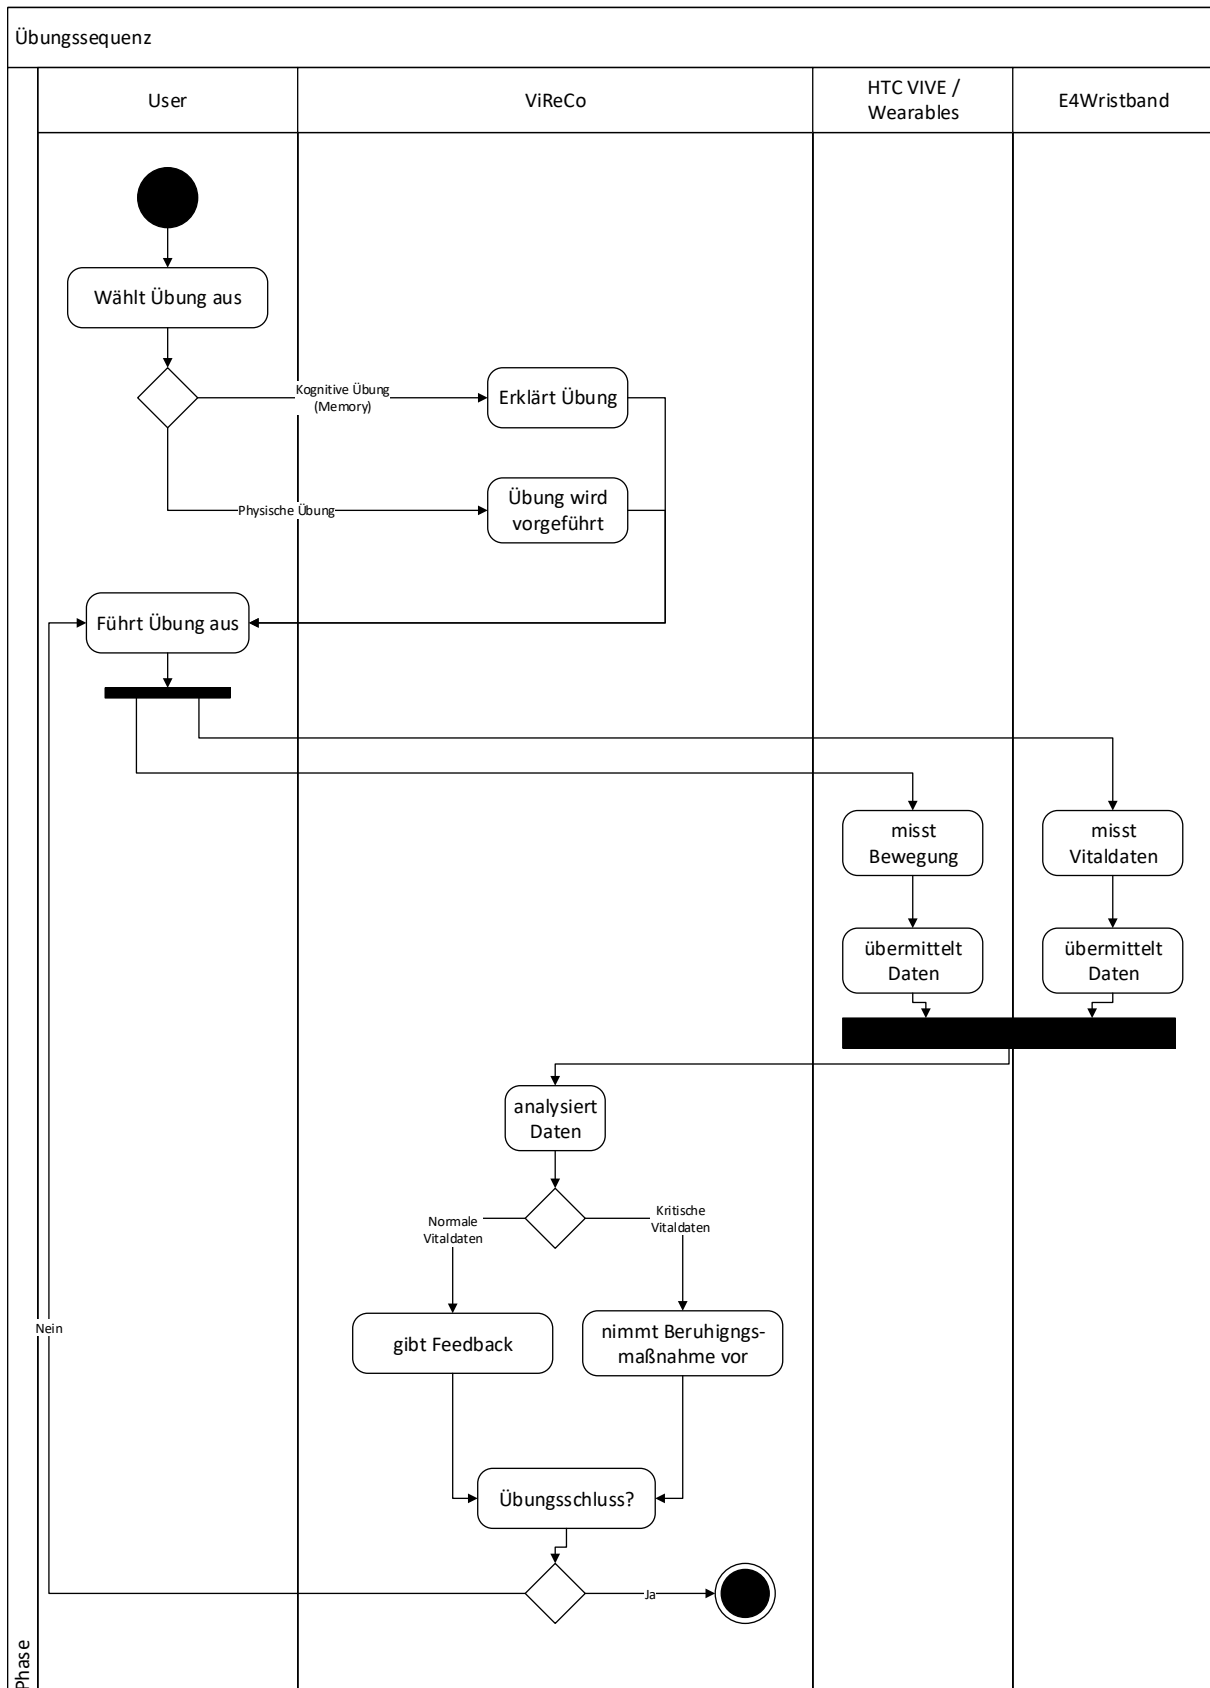 Übungssequenz
User
ViReCo
HTC VIVE /
Wearables
E4Wristband
Wählt Übung aus
Kognitive Übung
(Memory)
Erklärt Übung
Physische Übung
Übung wird
vorgeführt
Führt Übung aus
misst
Bewegung
misst
Vitaldaten
übermittelt
Daten
übermittelt
Daten
analysiert
Daten
Normale
Vitaldaten
Kritische
Vitaldaten
Nein
gibt Feedback
nimmt Beruhigngs-
maßnahme vor
Übungsschluss?
Ja
Phase